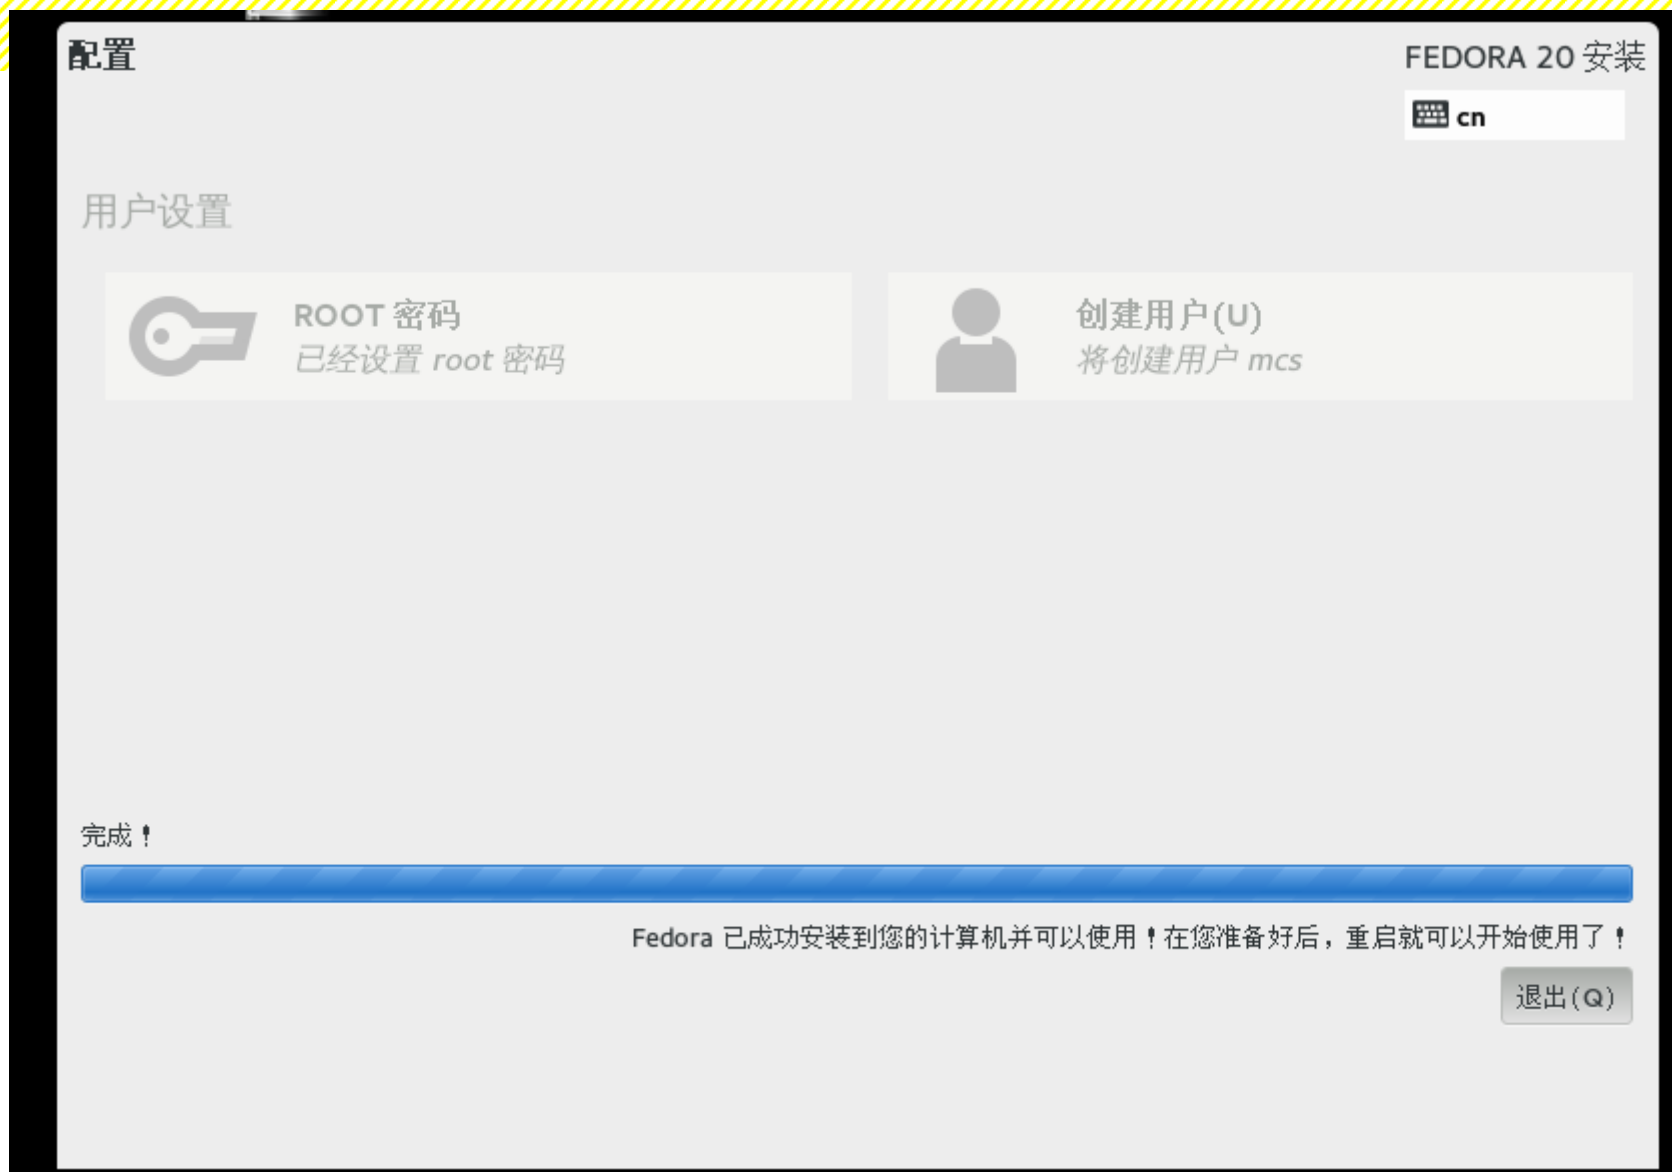 配置
FEDORA 20 安装
cn
用户设置
ROOT 密码
已经设置 root 密码
创建用户(U)
将创建用户 mcs
完成！
Fedora 已成功安装到您的计算机并可以使用！在您准备好后，重启就可以开始使用了！
退出(Q)